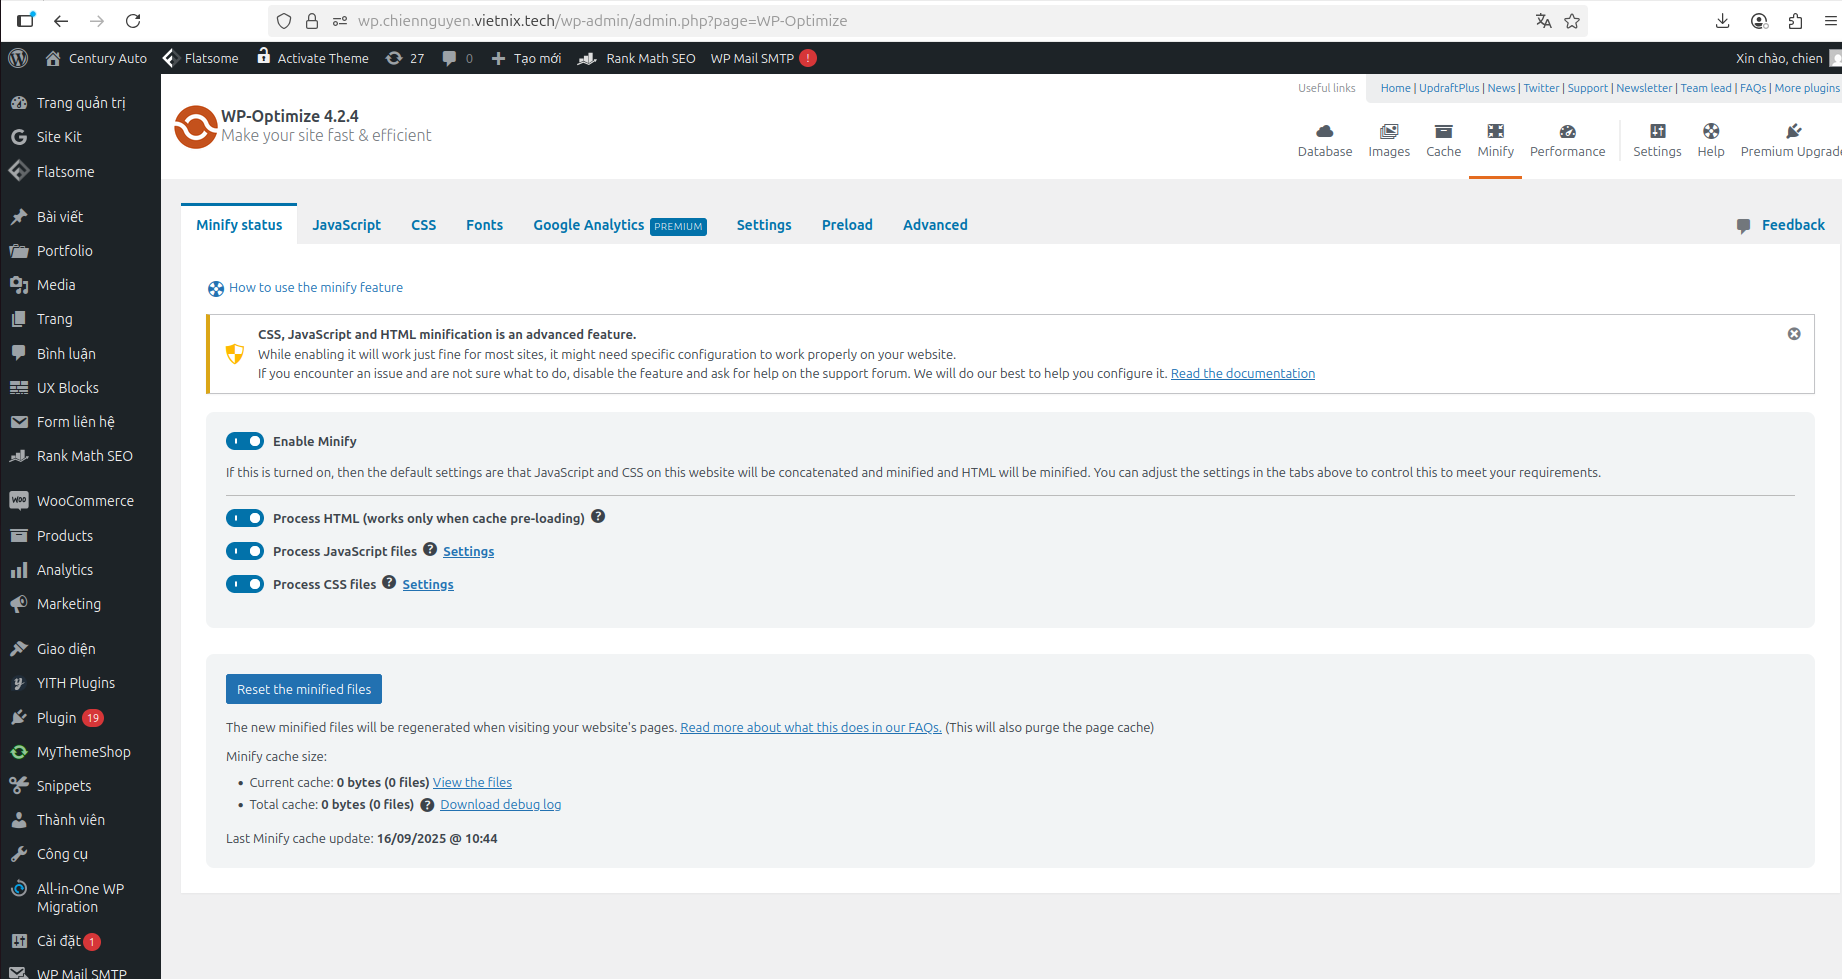 wp.chiennguyen.vietnix.tech/wp-admin/admin.php?page=WP-Optimize
Century Auto
Flatsome
Activate Theme
27
0
Tạo mới
Rank Math SEO
WP Mail SMTP
!
Xin chào, chien
Trang quản trị
Site Kit
Flatsome
Bài viết
Portfolio
Media
Trang
Bình luận
UX Blocks
Form liên hệ
Rank Math SEO
WooCommerce
Products
Analytics
Marketing
Giao diện
YITH Plugins
Plugin 19
MyThemeShop
Snippets
Thành viên
Công cụ
All-in-One WP
Migration
Cài đặt 1
WP Mail SMTP
WP-Optimize 4.2.4
Make your site fast & efficient
Useful links
Home | UpdraftPlus | News | Twitter | Support | Newsletter | Team lead | FAQs | More plugins
Database
Images
Cache
Minify
Performance
Settings
Help
Premium Upgrade
Minify status
JavaScript
CSS
Fonts
Google Analytics PREMIUM
Settings
Preload
Advanced
Feedback
How to use the minify feature
CSS, JavaScript and HTML minification is an advanced feature.
While enabling it will work just fine for most sites, it might need specific configuration to work properly on your website.
If you encounter an issue and are not sure what to do, disable the feature and ask for help on the support forum. We will do our best to help you configure it. Read the documentation
Enable Minify
If this is turned on, then the default settings are that JavaScript and CSS on this website will be concatenated and minified and HTML will be minified. You can adjust the settings in the tabs above to control this to meet your requirements.
Process HTML (works only when cache pre-loading) ?
Process JavaScript files ? Settings
Process CSS files ? Settings
Reset the minified files
The new minified files will be regenerated when visiting your website's pages. Read more about what this does in our FAQs. (This will also purge the page cache)
Minify cache size:
• Current cache: 0 bytes (0 files) View the files
• Total cache: 0 bytes (0 files) ? Download debug log
Last Minify cache update: 16/09/2025 @ 10:44